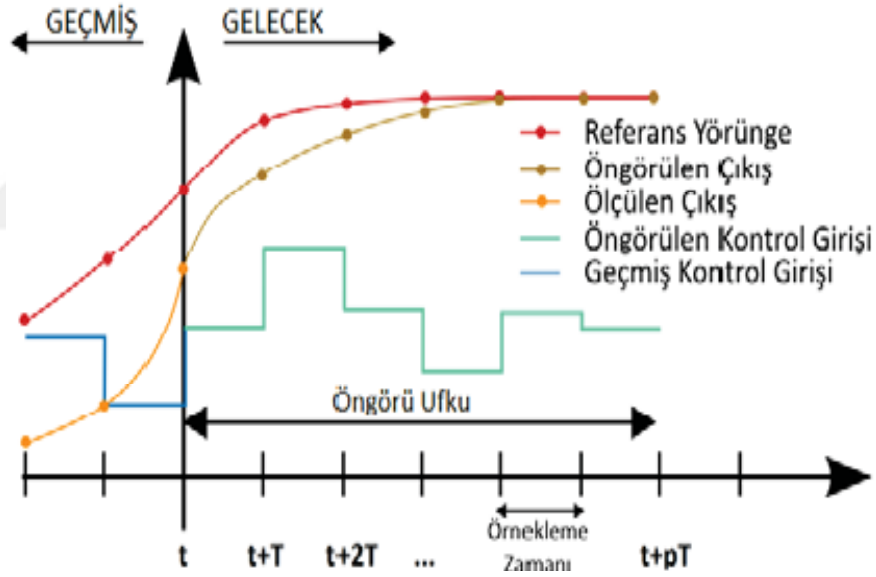 GEÇMİŞ
GELECEK
Referans Yörünge
Öngörülen Çıkış
Ölçülen Çıkış
Öngörülen Kontrol Girişi
Geçmiş Kontrol Girişi
Öngörü Ufku
Örnekleme
Zamanı
t
t+T
t+2T
...
t+pT